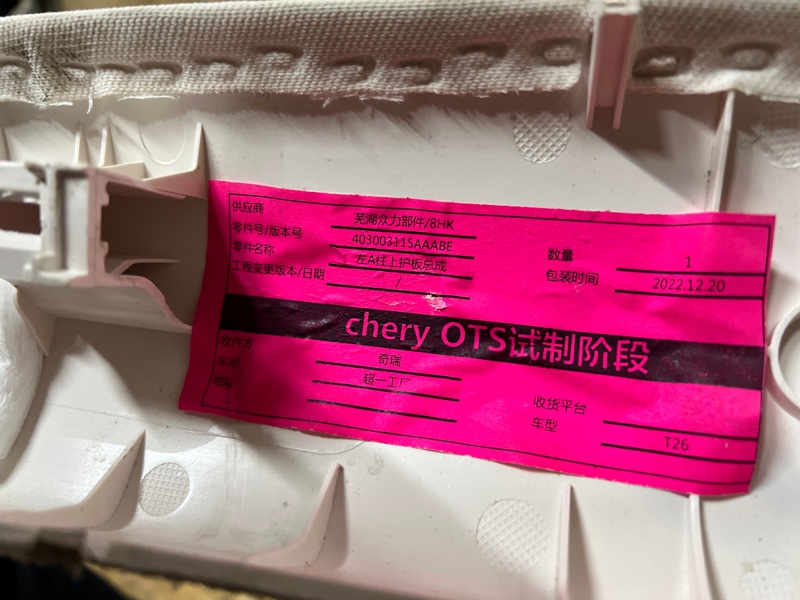 供应商 芜湖众力部件/8HK
零件号/版本号 403003115AAABE
零件名称 左A柱上护板总成
工程变更版本/日期 /
数量 1
包装时间 2022.12.20
chery OTS试制阶段
收件方 奇瑞
车间 超一工厂
地址
收货平台
车型 T26